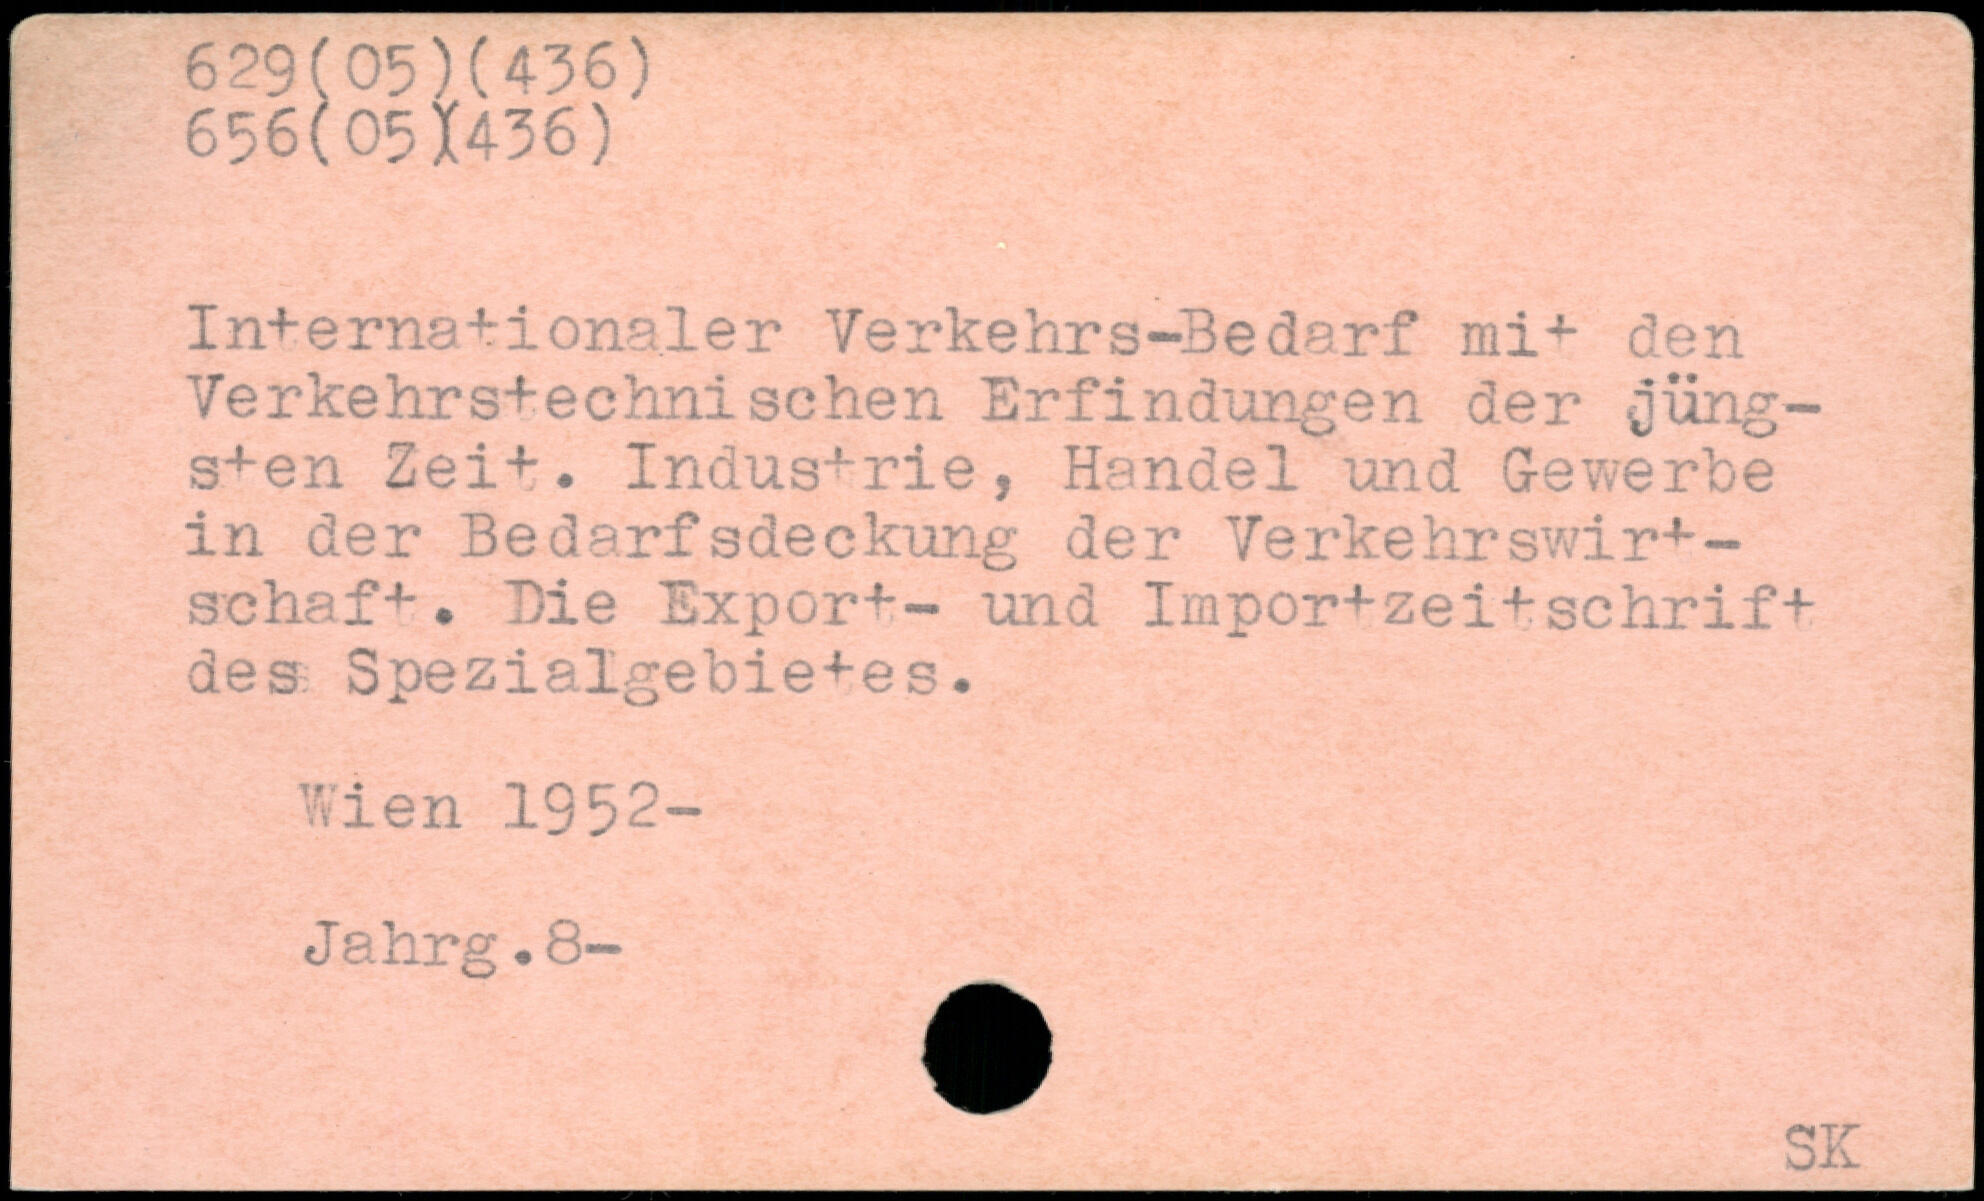 629(05)(436)
656(05)(436)
Internationaler Verkehrs-Bedarf mit den
Verkehrstechnischen Erfindungen der jüng-
sten Zeit. Industrie, Handel und Gewerbe
in der Bedarfsdeckung der Verkehrswirt-
schaft. Die Export- und Importzeitschrift
des Spezialgebietes.
Wien 1952-
Jahrg.8-
SK